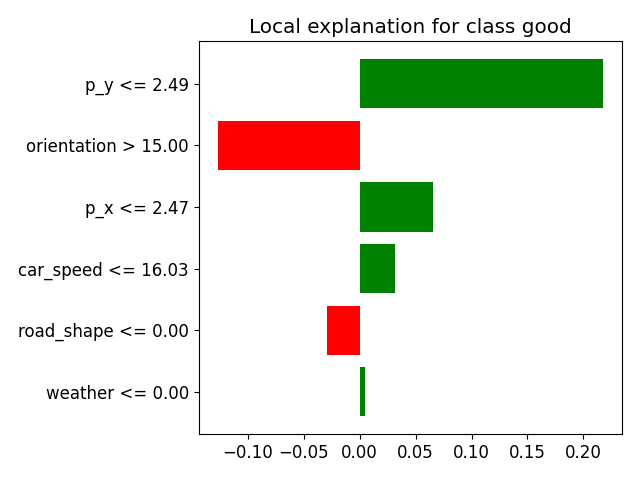 Local explanation for class good
p_y <= 2.49
orientation > 15.00
p_x <= 2.47
car_speed <= 16.03
road_shape <= 0.00
weather <= 0.00
−0.10 −0.05 0.00 0.05 0.10 0.15 0.20